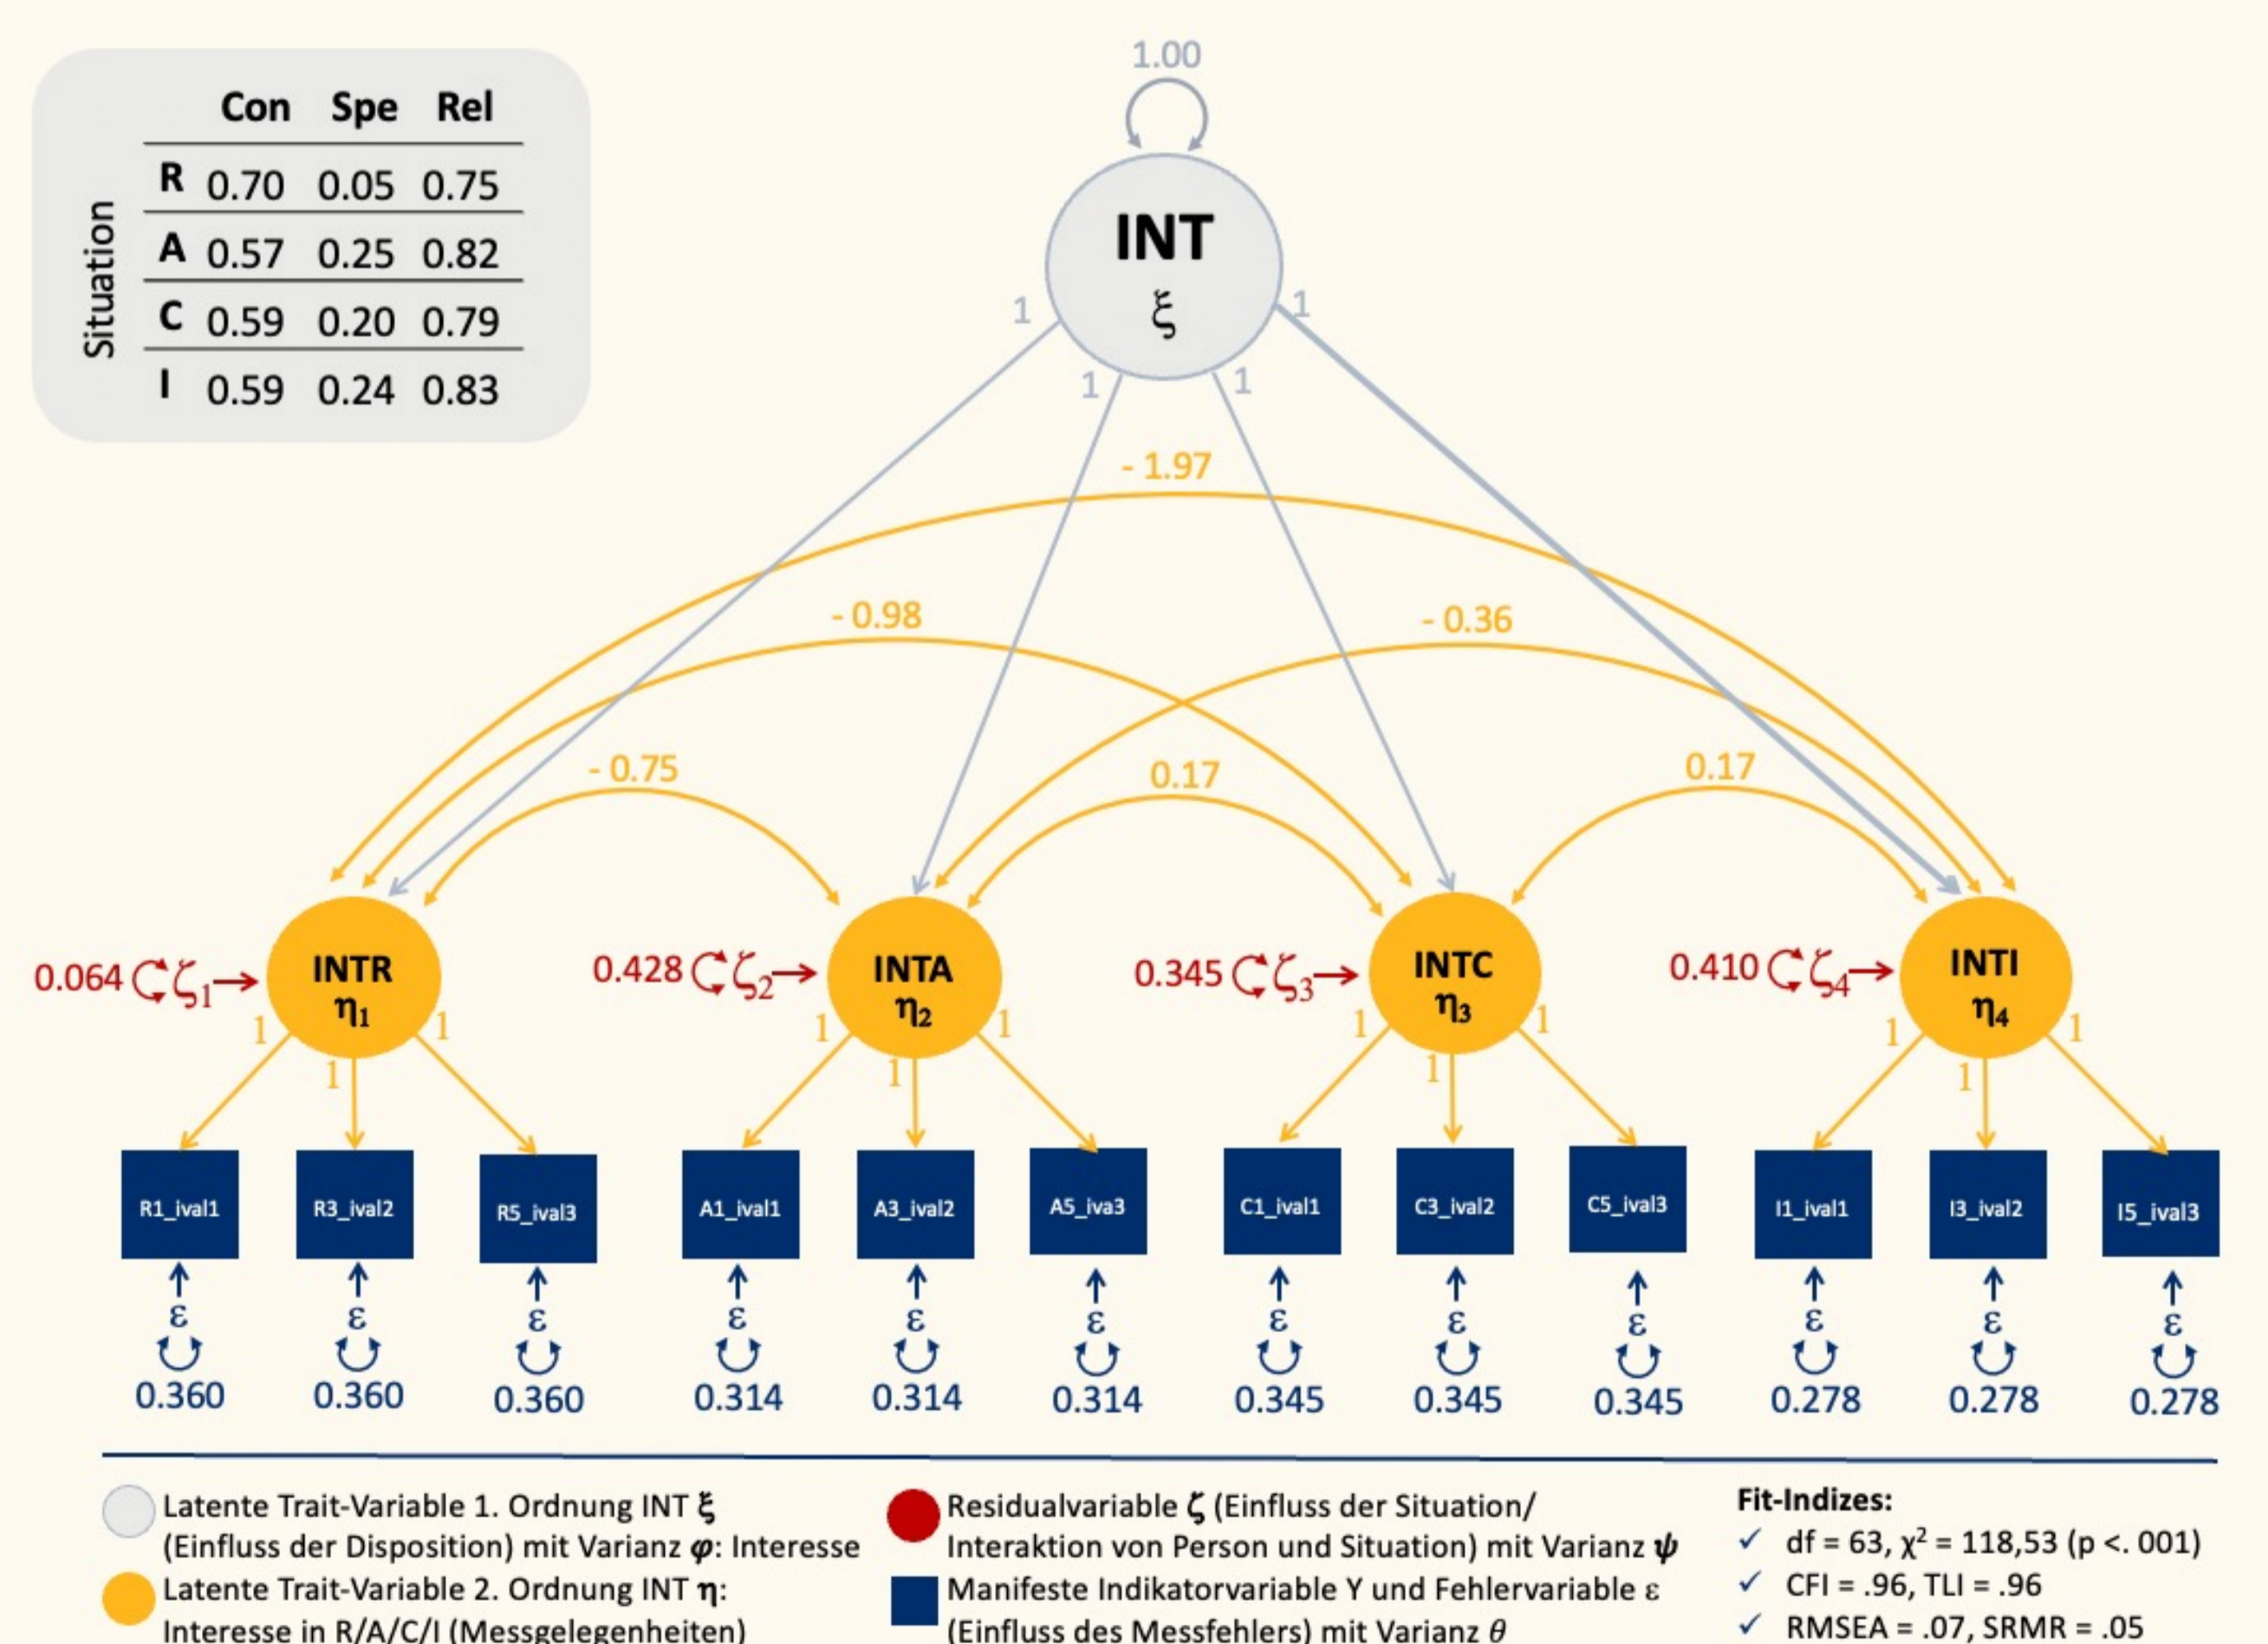 1.00
Con Spe Rel
R 0.70 0.05 0.75
A 0.57 0.25 0.82
C 0.59 0.20 0.79
I 0.59 0.24 0.83
Situation
INT
ξ
1 1
1 1
- 1.97
- 0.98 - 0.36
- 0.75 0.17 0.17
0.064 ζ1 INTR η1
0.428 ζ2 INTA η2
0.345 ζ3 INTC η3
0.410 ζ4 INTI η4
1 1 1 1 1 1 1 1
1 1 1 1
R1_ival1 R3_ival2 R5_ival3 A1_ival1 A3_ival2 A5_iva3 C1_ival1 C3_ival2 C5_ival3 I1_ival1 I3_ival2 I5_ival3
ε ε ε ε ε ε ε ε ε ε ε ε
0.360 0.360 0.360 0.314 0.314 0.314 0.345 0.345 0.345 0.278 0.278 0.278
Latente Trait-Variable 1. Ordnung INT ξ
(Einfluss der Disposition) mit Varianz φ: Interesse
Latente Trait-Variable 2. Ordnung INT η:
Interesse in R/A/C/I (Messgelegenheiten)
Residualvariable ζ (Einfluss der Situation/
Interaktion von Person und Situation) mit Varianz ψ
Manifeste Indikatorvariable Y und Fehlervariable ε
(Einfluss des Messfehlers) mit Varianz θ
Fit-Indizes:
✓ df = 63, χ² = 118,53 (p <. 001)
✓ CFI = .96, TLI = .96
✓ RMSEA = .07, SRMR = .05